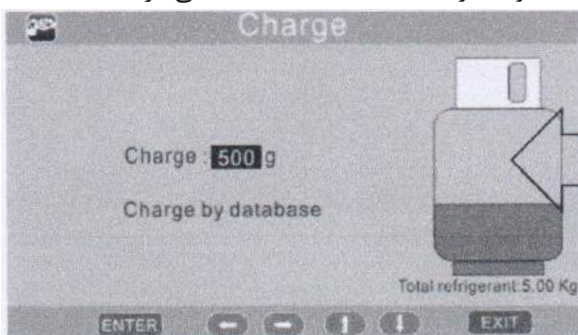 Charge
Charge : 500 g
Charge by database
Total refrigerant:5.00 Kg
ENTER ← → ↑ ↓ EXIT